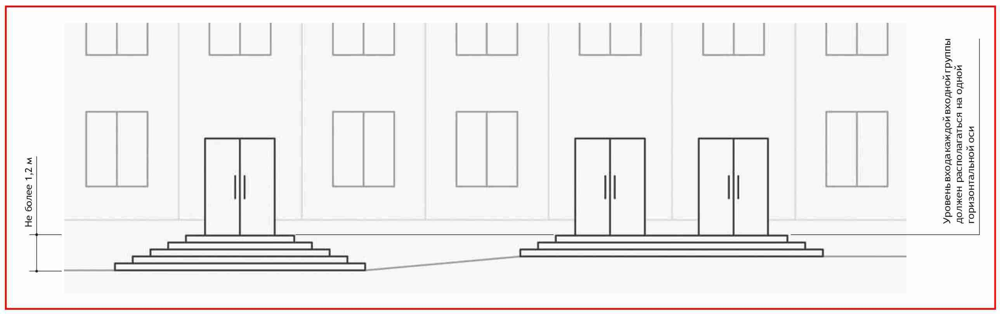 Не более 1,2 м
Уровень входа каждой входной группы
должен располагаться на одной
горизонтальной оси